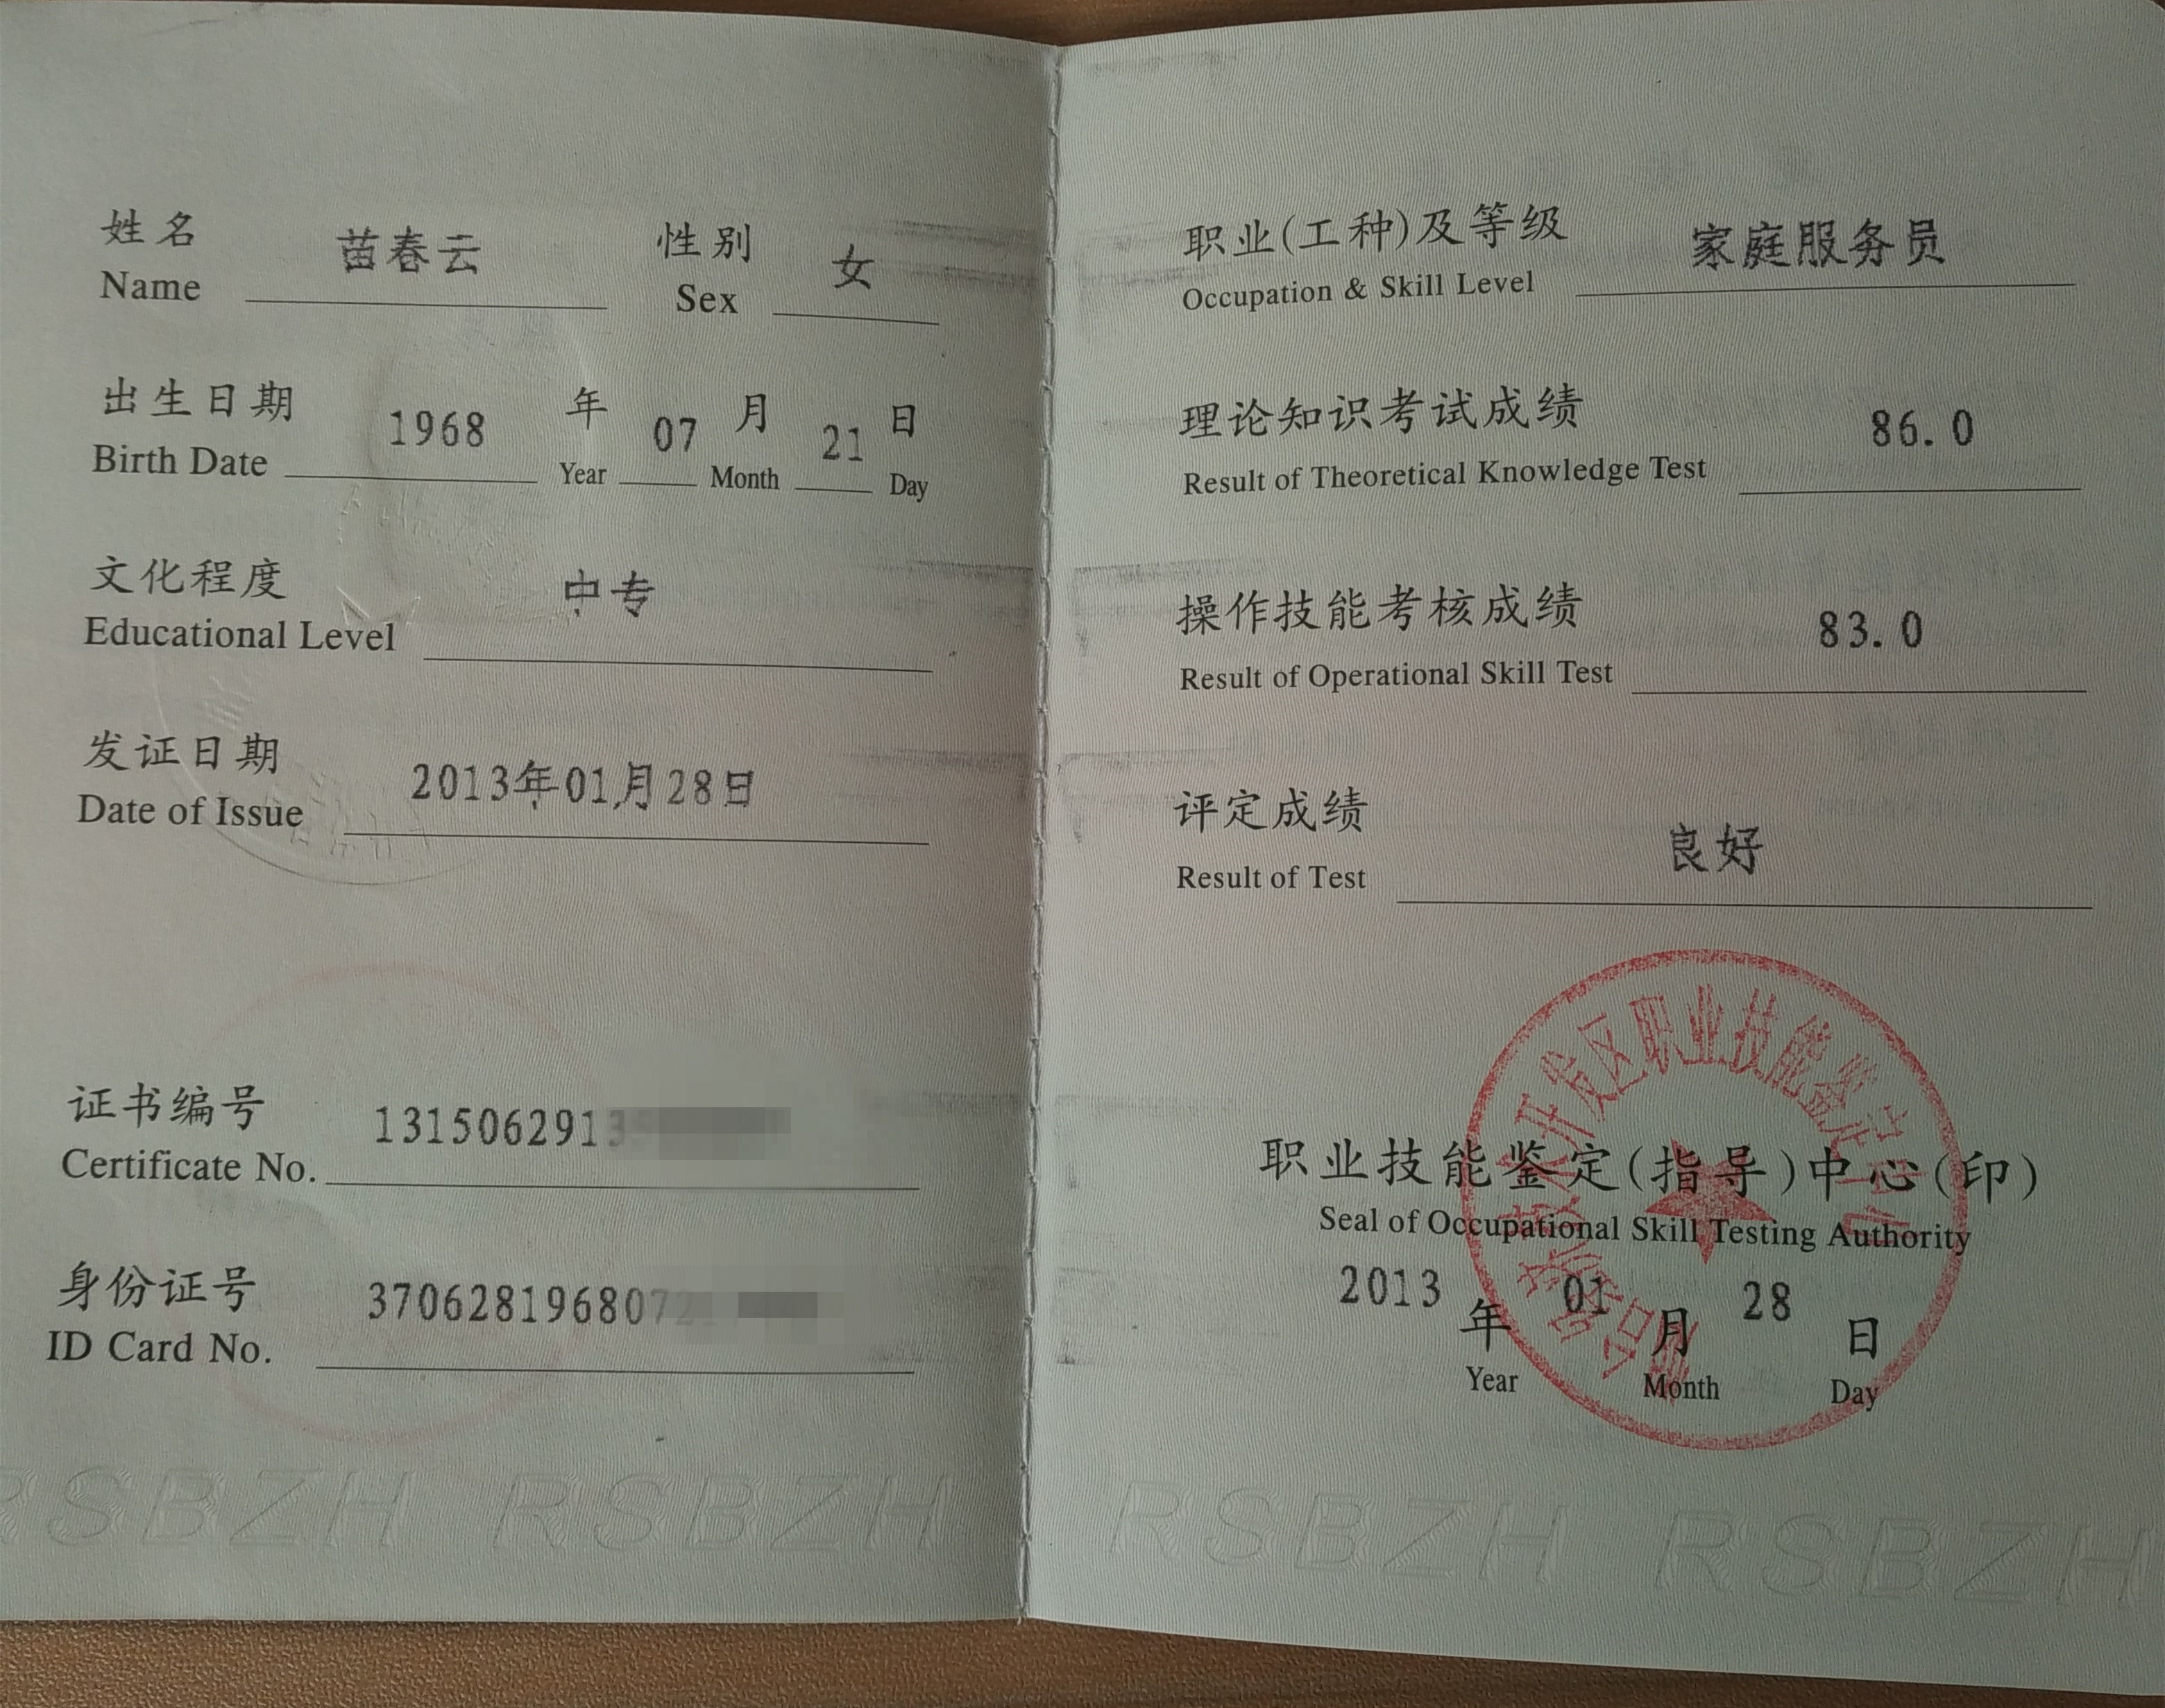 姓名 苗春云 性别 女
Name Sex
出生日期 1968 年 07 月 21 日
Birth Date Year Month Day
文化程度 中专
Educational Level
发证日期 2013年01月28日
Date of Issue
证书编号 1315062913
Certificate No.
身份证号 37062819680721
ID Card No.
RSBZH RSBZH
职业(工种)及等级 家庭服务员
Occupation & Skill Level
理论知识考试成绩 86.0
Result of Theoretical Knowledge Test
操作技能考核成绩 83.0
Result of Operational Skill Test
评定成绩 良好
Result of Test
开发区职业技能鉴定
职业技能鉴定(指导)中心(印)
Seal of Occupational Skill Testing Authority
2013 年 01 月 28 日
Year Month Day
RSBZH RSBZH